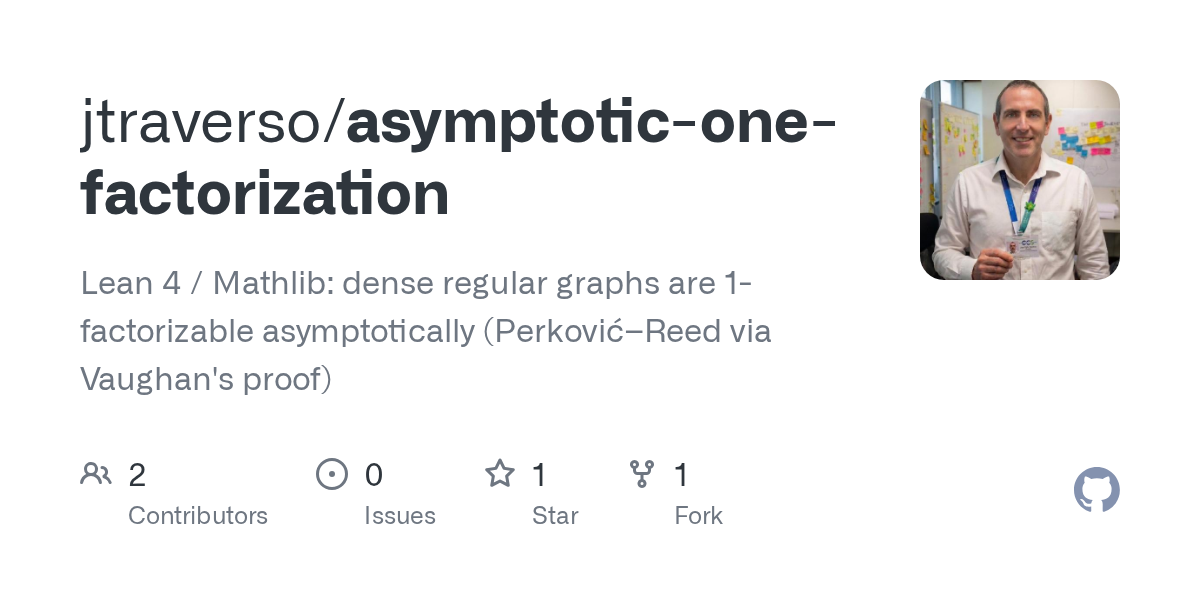 jtraverso/asymptotic-one-
factorization
Lean 4 / Mathlib: dense regular graphs are 1-
factorizable asymptotically (Perković–Reed via
Vaughan's proof)
2
Contributors
0
Issues
1
Star
1
Fork